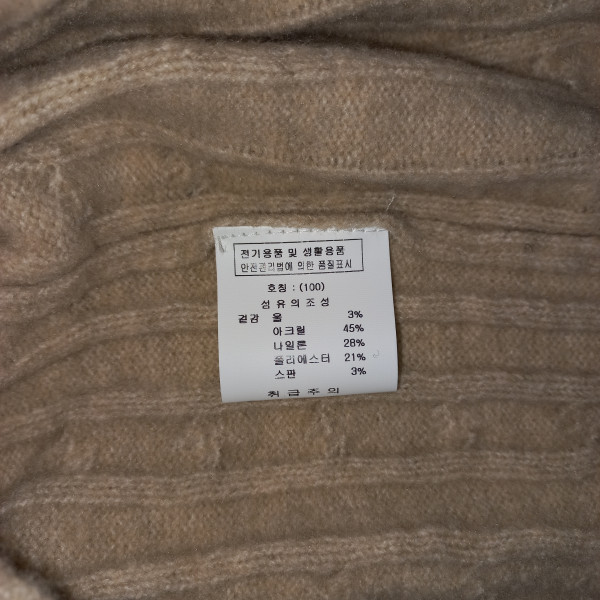 전기용품 및 생활용품
안전관리법에 의한 품질표시
호칭 : (100)
섬유의조성
겉감 울 3%
아크릴 45%
나일론 28%
폴리에스터 21%
스판 3%
취급주의